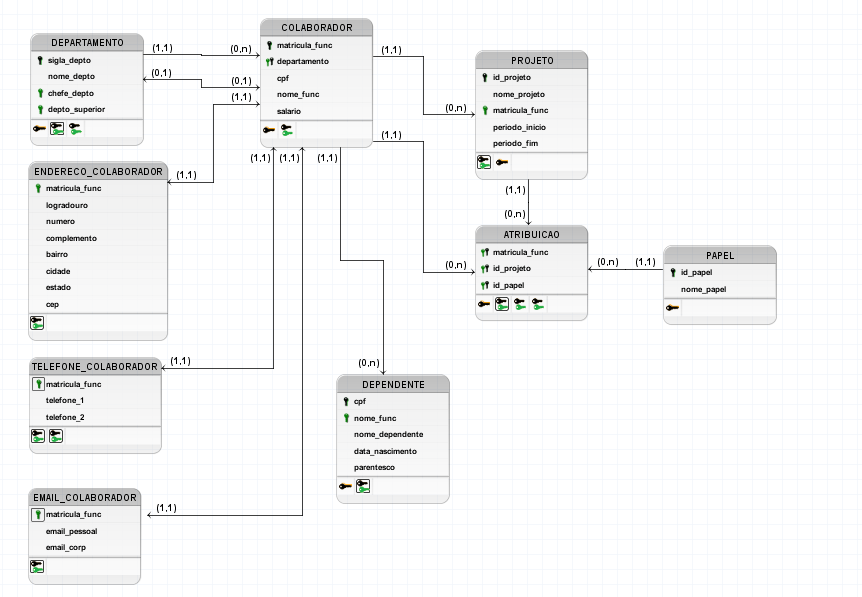 COLABORADOR
matricula_func
departamento
cpf
nome_func
salario
DEPARTAMENTO
sigla_depto
nome_depto
chefe_depto
depto_superior
(1,1)
(0,n)
(0,1)
(0,1)
(1,1)
(1,1)
ENDERECO_COLABORADOR
matricula_func
logradouro
numero
complemento
bairro
cidade
estado
cep
(1,1)
(1,1)
(1,1)
(1,1)
(0,n)
PROJETO
id_projeto
nome_projeto
matricula_func
periodo_inicio
periodo_fim
(1,1)
(0,n)
(1,1)
(0,n)
ATRIBUICAO
matricula_func
id_projeto
id_papel
(0,n)
(1,1)
PAPEL
id_papel
nome_papel
TELEFONE_COLABORADOR
matricula_func
telefone_1
telefone_2
(1,1)
(0,n)
DEPENDENTE
cpf
nome_func
nome_dependente
data_nascimento
parentesco
EMAIL_COLABORADOR
matricula_func
email_pessoal
email_corp
(1,1)